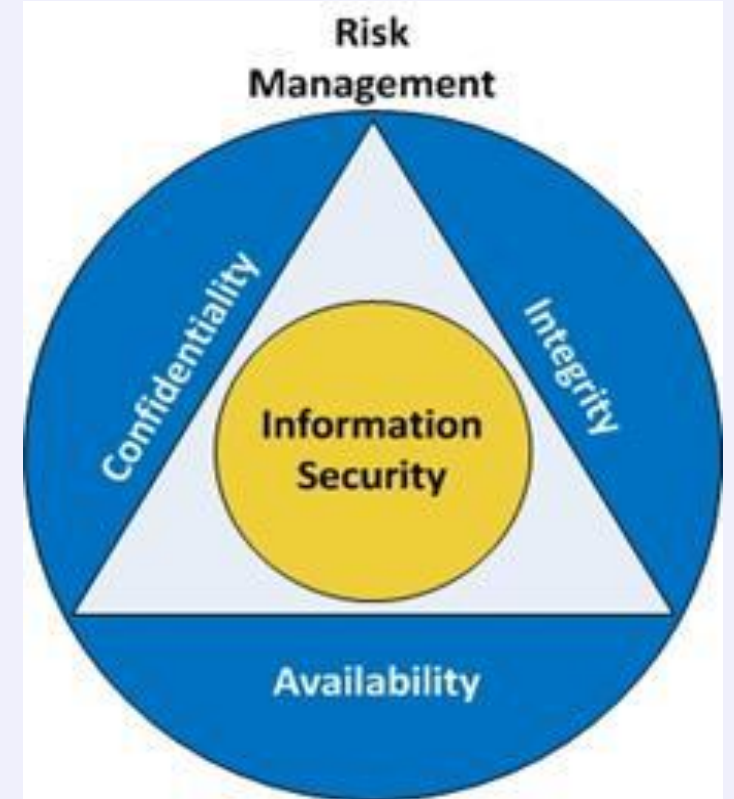 Risk
Management
Confidentiality
Integrity
Information
Security
Availability